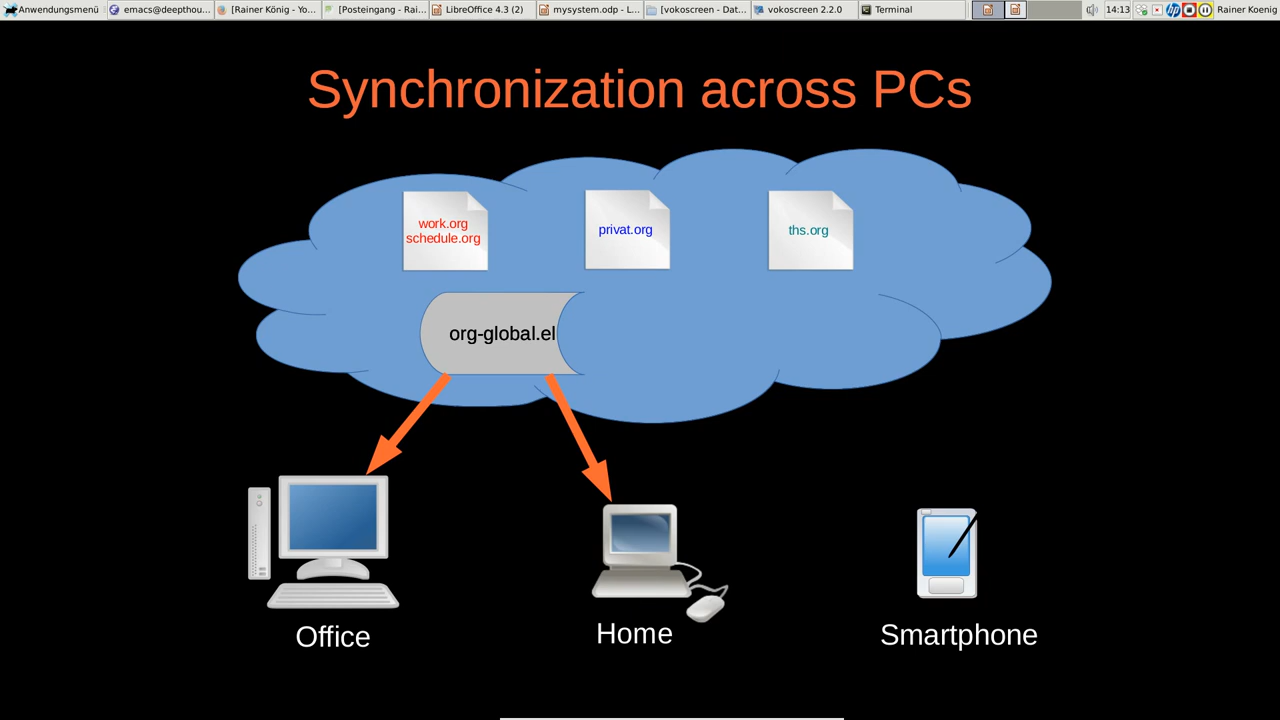 Anwendungsmenü
emacs@deepthou...
[Rainer König - Yo...
[Posteingang - Rai...
LibreOffice 4.3 (2)
mysystem.odp - L...
[vokoscreen - Dat...
vokoscreen 2.2.0
Terminal
14:13
hp
Rainer Koenig
Synchronization across PCs
work.org
schedule.org
privat.org
ths.org
org-global.el
Office
Home
Smartphone